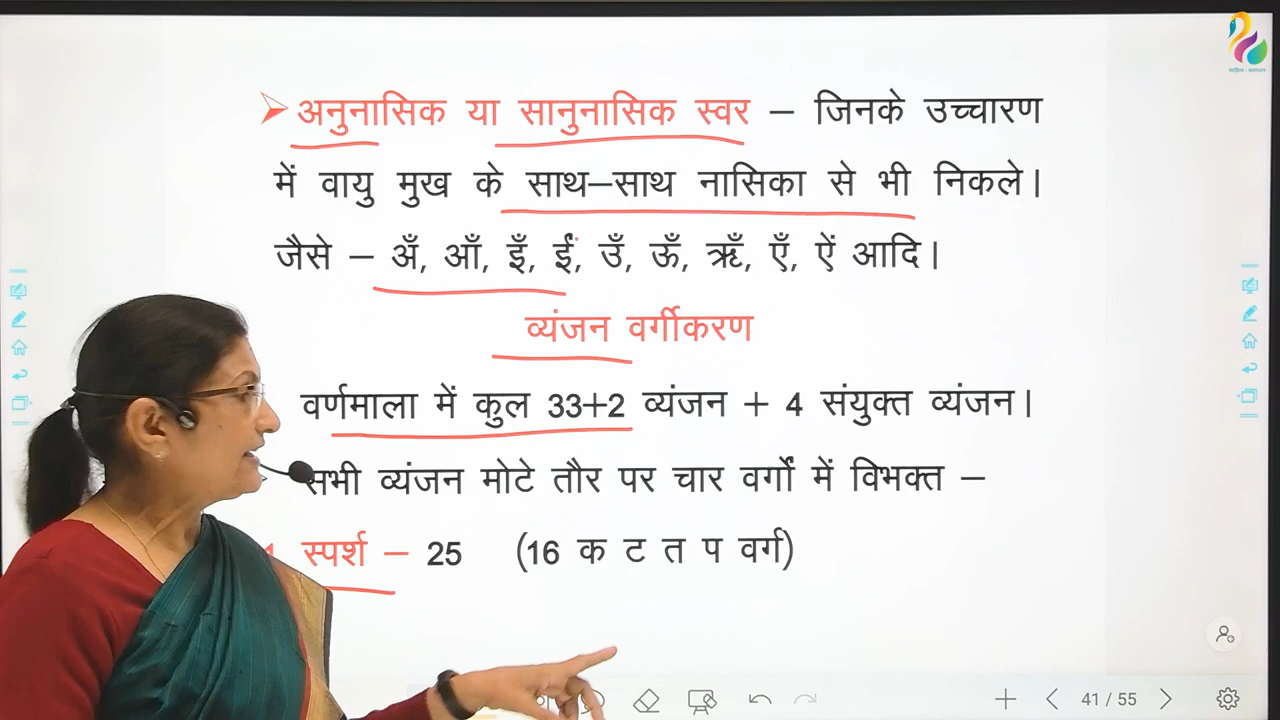 अनुनासिक या सानुनासिक स्वर – जिनके उच्चारण
में वायु मुख के साथ–साथ नासिका से भी निकले।
जैसे – अँ, आँ, इँ, ईं, उँ, ऊँ, ऋँ, एँ, ऐं आदि।
व्यंजन वर्गीकरण
वर्णमाला में कुल 33+2 व्यंजन + 4 संयुक्त व्यंजन।
सभी व्यंजन मोटे तौर पर चार वर्गों में विभक्त –
स्पर्श – 25 (16 क ट त प वर्ग)
41 / 55